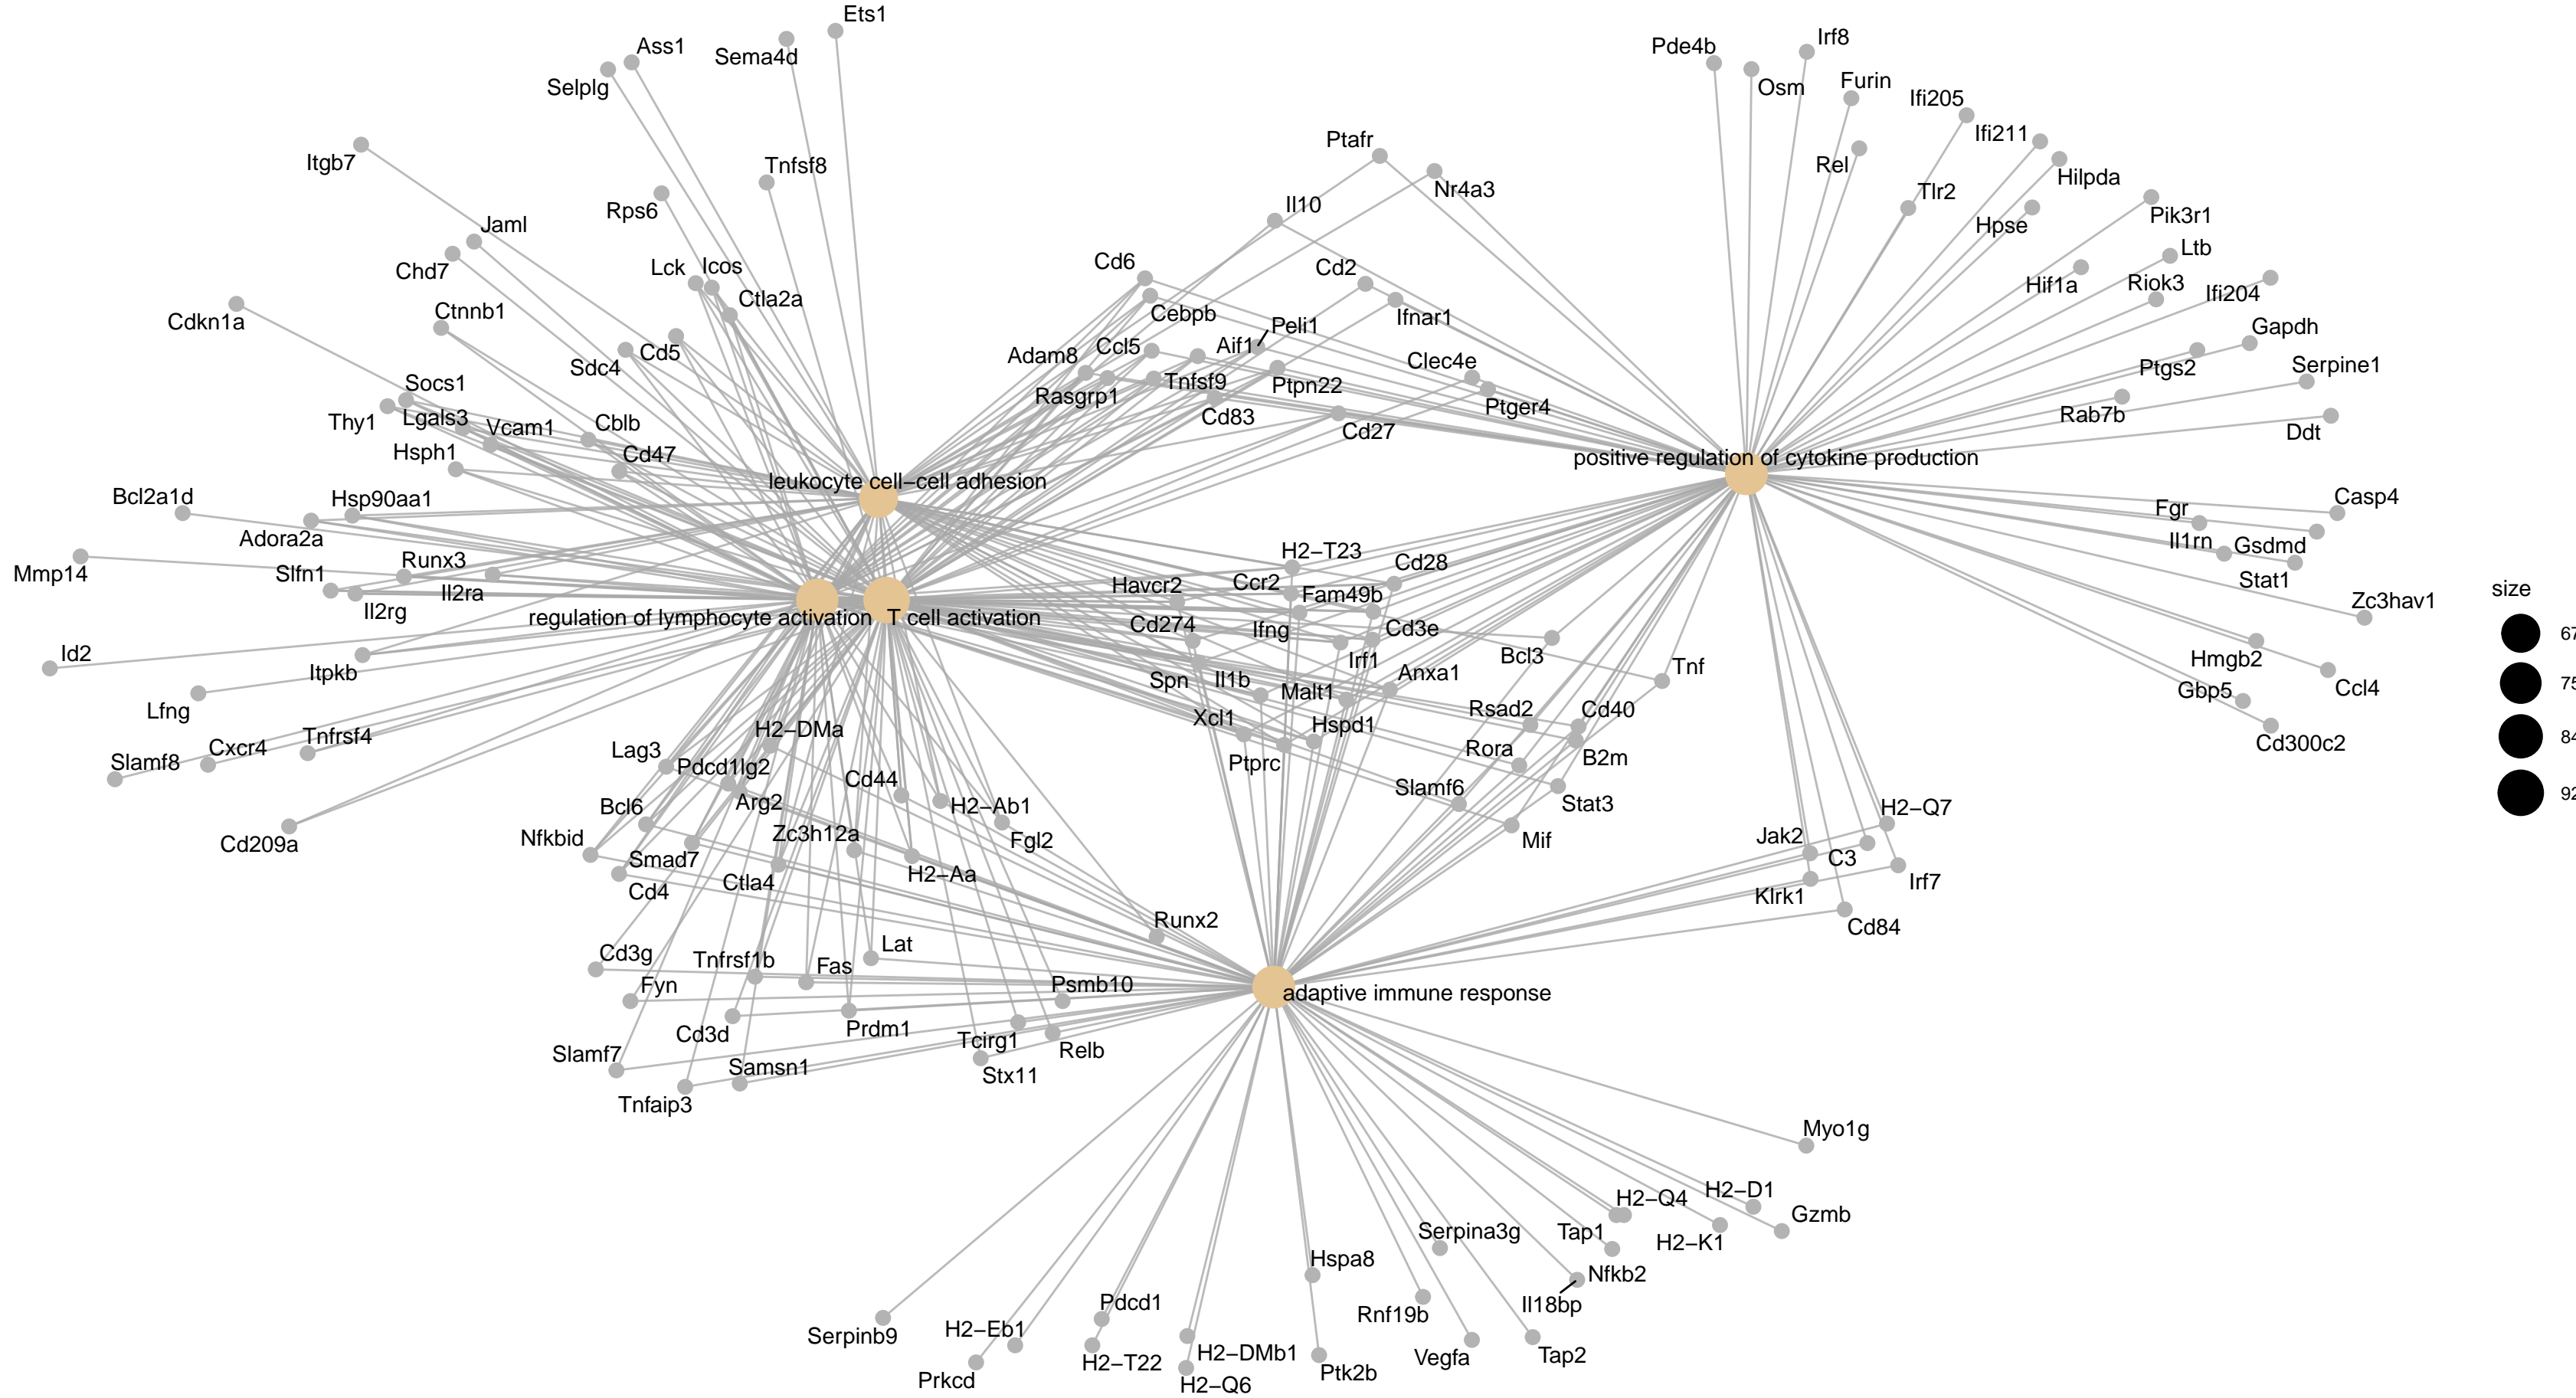 Ets1
Ass1
Sema4d
Selplg
Pde4b
Irf8
Osm
Furin
Ifi205
Ifi211
Rel
Hilpda
Tlr2
Hpse
Pik3r1
Ltb
Hif1a
Riok3
Ifi204
Gapdh
Ptgs2
Serpine1
Rab7b
Ddt
Ptafr
Nr4a3
Il10
Itgb7
Tnfsf8
Rps6
Jaml
Chd7
Lck
Icos
Ctla2a
Cdkn1a
Ctnnb1
Sdc4
Cd5
Cd6
Cd2
Cebpb
Ifnar1
Peli1
Adam8
Ccl5
Aif1
Clec4e
Rasgrp1
Tnfsf9
Ptpn22
Ptger4
Cd83
Cd27
Socs1
Thy1
Lgals3
Vcam1
Cblb
Hsph1
Cd47
leukocyte cell−cell adhesion
positive regulation of cytokine production
Bcl2a1d
Hsp90aa1
Adora2a
Casp4
Fgr
Il1rn
Gsdmd
Stat1
Zc3hav1
Mmp14
Slfn1
Runx3
Il2rg
Il2ra
regulation of lymphocyte activation
T cell activation
H2−T23
Cd28
Havcr2
Ccr2
Fam49b
Cd274
Ifng
Cd3e
Irf1
Bcl3
Tnf
Spn
Il1b
Malt1
Anxa1
Xcl1
Hspd1
Rsad2
Cd40
Ptprc
Rora
B2m
Slamf6
Stat3
Mif
Hmgb2
Ccl4
Gbp5
Cd300c2
size
67
75
84
92
Id2
Itpkb
Lfng
Slamf8
Cxcr4
Tnfrsf4
Cd209a
H2−DMa
Lag3
Pdcd1lg2
Cd44
Arg2
H2−Ab1
Bcl6
Zc3h12a
Fgl2
Nfkbid
Smad7
Ctla4
H2−Aa
Cd4
H2−Q7
Jak2
C3
Irf7
Klrk1
Cd84
Runx2
Cd3g
Tnfrsf1b
Fas
Lat
Fyn
Psmb10
adaptive immune response
Cd3d
Prdm1
Tcirg1
Relb
Slamf7
Samsn1
Stx11
Tnfaip3
Myo1g
H2−Q4
H2−D1
Gzmb
Serpina3g
Tap1
H2−K1
Hspa8
Nfkb2
Il18bp
Pdcd1
Rnf19b
Serpinb9
H2−Eb1
H2−T22
H2−DMb1
Vegfa
Tap2
Prkcd
H2−Q6
Ptk2b